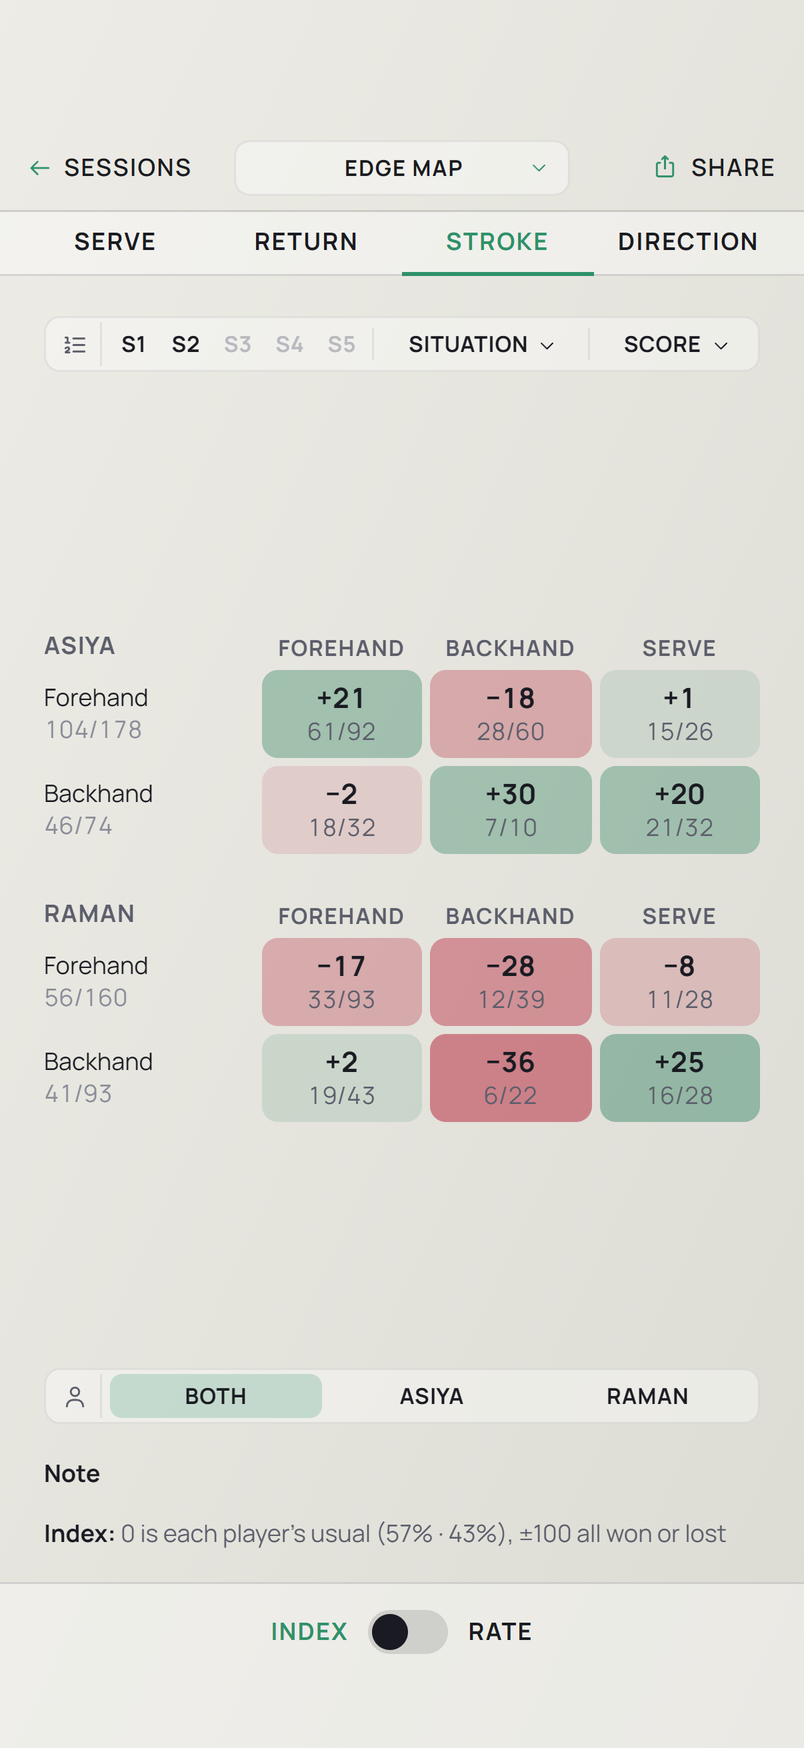 SESSIONS
EDGE MAP
SHARE
SERVE RETURN STROKE DIRECTION
S1 S2 S3 S4 S5 SITUATION SCORE
ASIYA FOREHAND BACKHAND SERVE
Forehand +21 −18 +1
104/178 61/92 28/60 15/26
Backhand −2 +30 +20
46/74 18/32 7/10 21/32
RAMAN FOREHAND BACKHAND SERVE
Forehand −17 −28 −8
56/160 33/93 12/39 11/28
Backhand +2 −36 +25
41/93 19/43 6/22 16/28
BOTH ASIYA RAMAN
Note
Index: 0 is each player’s usual (57% · 43%), ±100 all won or lost
INDEX RATE